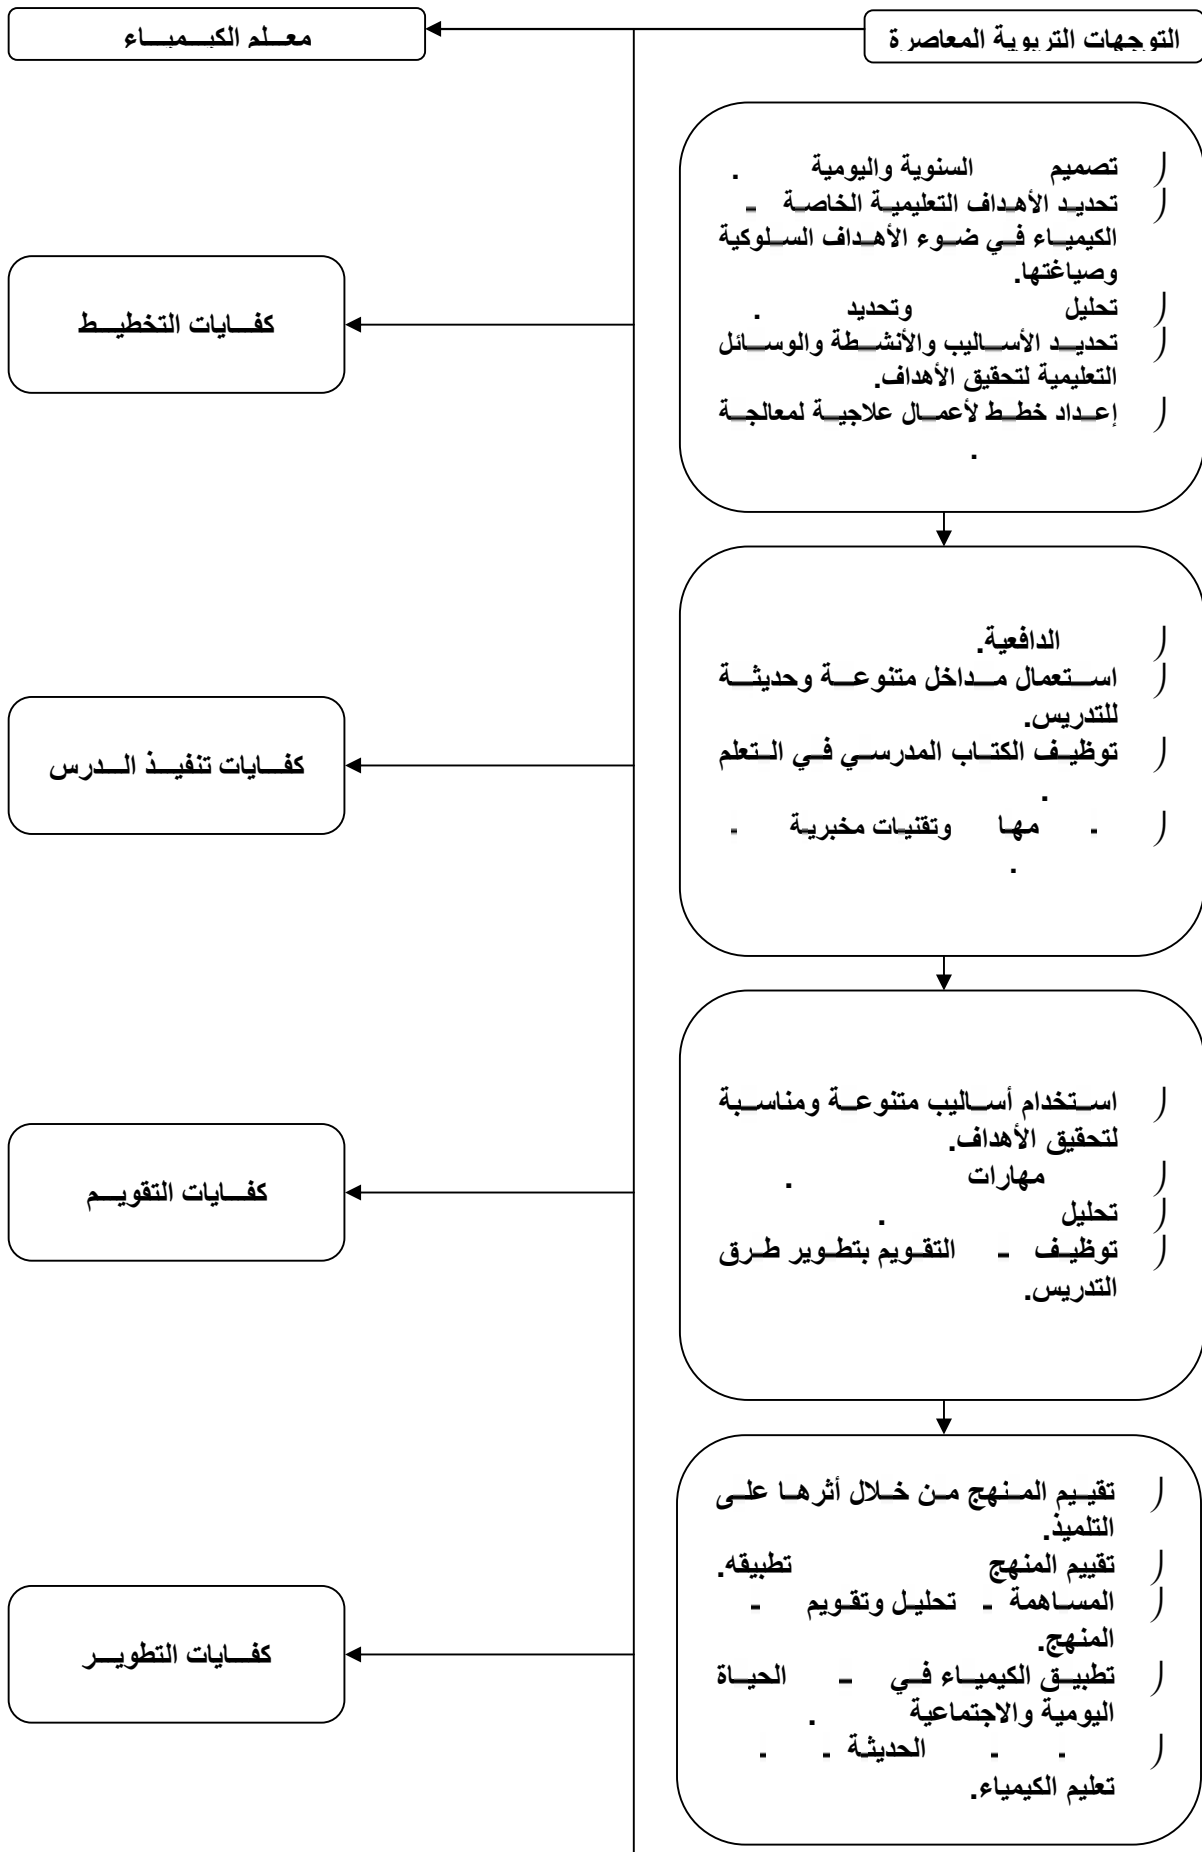 التوجهات التربوية المعاصرة
معلم الكيمياء
تصميم السنوية واليومية .
تحديد الأهداف التعليمية الخاصة -
الكيمياء في ضوء الأهداف السلوكية
وصياغتها.
تحليل وتحديد .
تحديد الأساليب والأنشطة والوسائل
التعليمية لتحقيق الأهداف.
إعداد خطط لأعمال علاجية لمعالجة
.
كفايات التخطيط
الدافعية.
استعمال مداخل متنوعة وحديثة
للتدريس.
توظيف الكتاب المدرسي في التعلم
.
- مها وتقنيات مخبرية -
.
كفايات تنفيذ الدرس
استخدام أساليب متنوعة ومناسبة
لتحقيق الأهداف.
مهارات .
تحليل .
توظيف - التقويم بتطوير طرق
التدريس.
كفايات التقويم
تقييم المنهج من خلال أثرها على
التلميذ.
تقييم المنهج تطبيقه.
المساهمة - تحليل وتقويم -
المنهج.
تطبيق الكيمياء في - الحياة
اليومية والاجتماعية .
- - الحديثة - -
تعليم الكيمياء.
كفايات التطوير